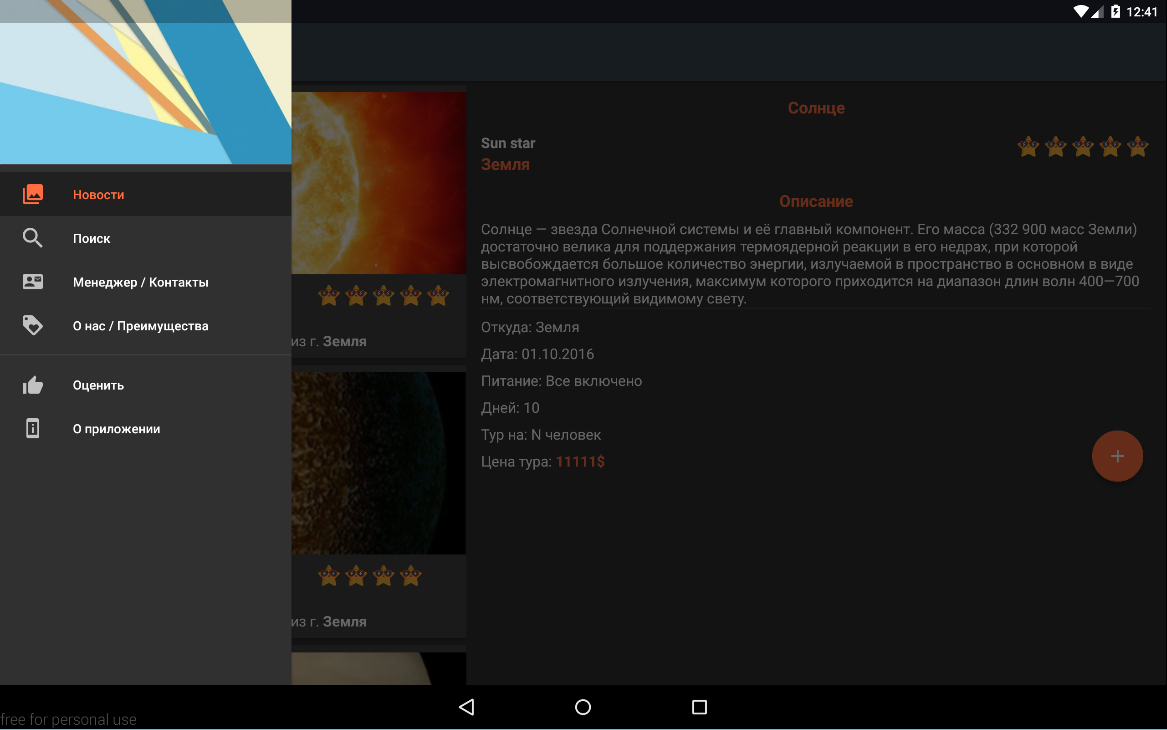 12:41
Новости
Поиск
Менеджер / Контакты
О нас / Преимущества
Оценить
О приложении
из г. Земля
из г. Земля
Солнце
Sun star
Земля
Описание
Солнце — звезда Солнечной системы и её главный компонент. Его масса (332 900 масс Земли)
достаточно велика для поддержания термоядерной реакции в его недрах, при которой
высвобождается большое количество энергии, излучаемой в пространство в основном в виде
электромагнитного излучения, максимум которого приходится на диапазон длин волн 400—700
нм, соответствующий видимому свету.
Откуда: Земля
Дата: 01.10.2016
Питание: Все включено
Дней: 10
Тур на: N человек
Цена тура: 11111$
free for personal use